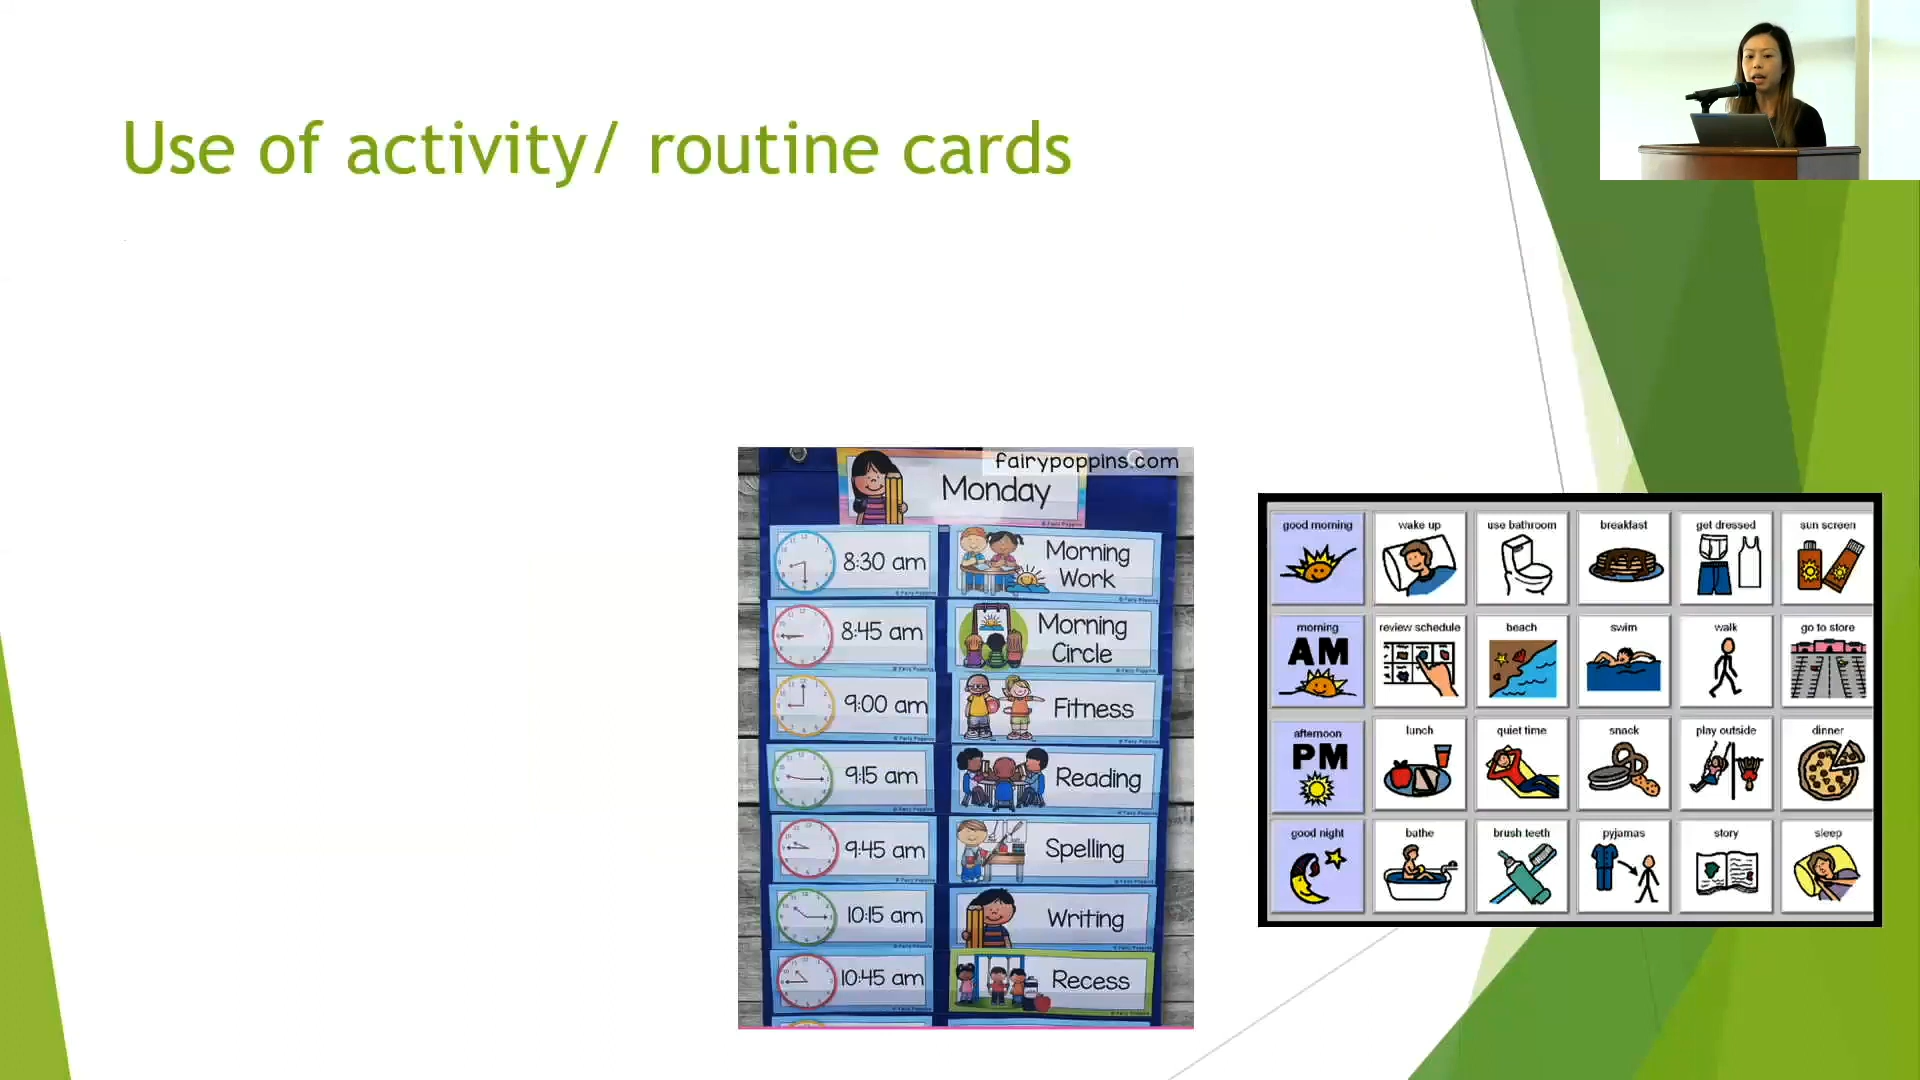 Use of activity/ routine cards
fairypoppins.com
Monday
8:30 am
Morning
Work
8:45 am
Morning
Circle
9:00 am
Fitness
9:15 am
Reading
9:45 am
Spelling
10:15 am
Writing
10:45 am
Recess
good morning
wake up
use bathroom
breakfast
get dressed
sun screen
morning
AM
review schedule
beach
swim
walk
go to store
afternoon
PM
lunch
quiet time
snack
play outside
dinner
good night
bathe
brush teeth
pyjamas
story
sleep